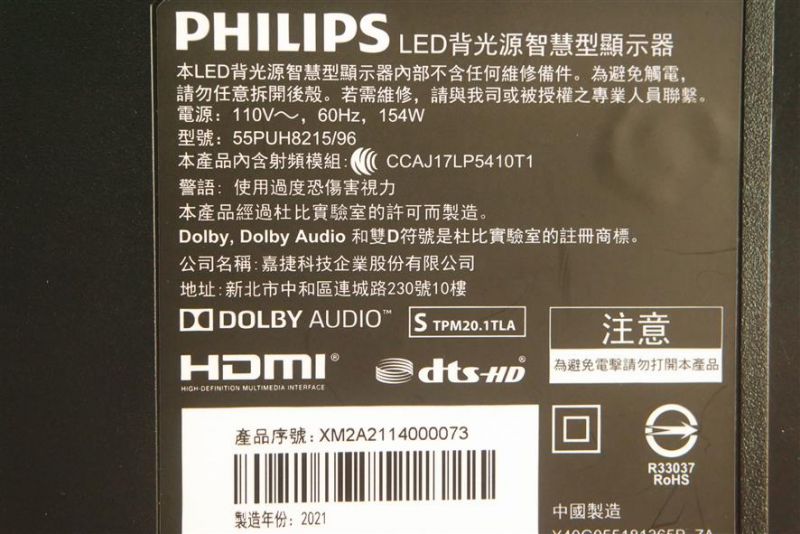 PHILIPS LED背光源智慧型顯示器
本LED背光源智慧型顯示器內部不含任何維修備件。為避免觸電，
請勿任意拆開後殼。若需維修，請與我司或被授權之專業人員聯繫。
電源：110V～，60Hz，154W
型號：55PUH8215/96
本產品內含射頻模組: CCAJ17LP5410T1
警語：使用過度恐傷害視力
本產品經過杜比實驗室的許可而製造。
Dolby, Dolby Audio 和雙D符號是杜比實驗室的註冊商標。
公司名稱:嘉捷科技企業股份有限公司
地址:新北市中和區連城路230號10樓
DOLBY AUDIO™ S TPM20.1TLA
注意
為避免電擊請勿打開本產品
HDMI® dts-HD®
HIGH-DEFINITION MULTIMEDIA INTERFACE
產品序號: XM2A2114000073
R33037
RoHS
製造年份: 2021
中國製造